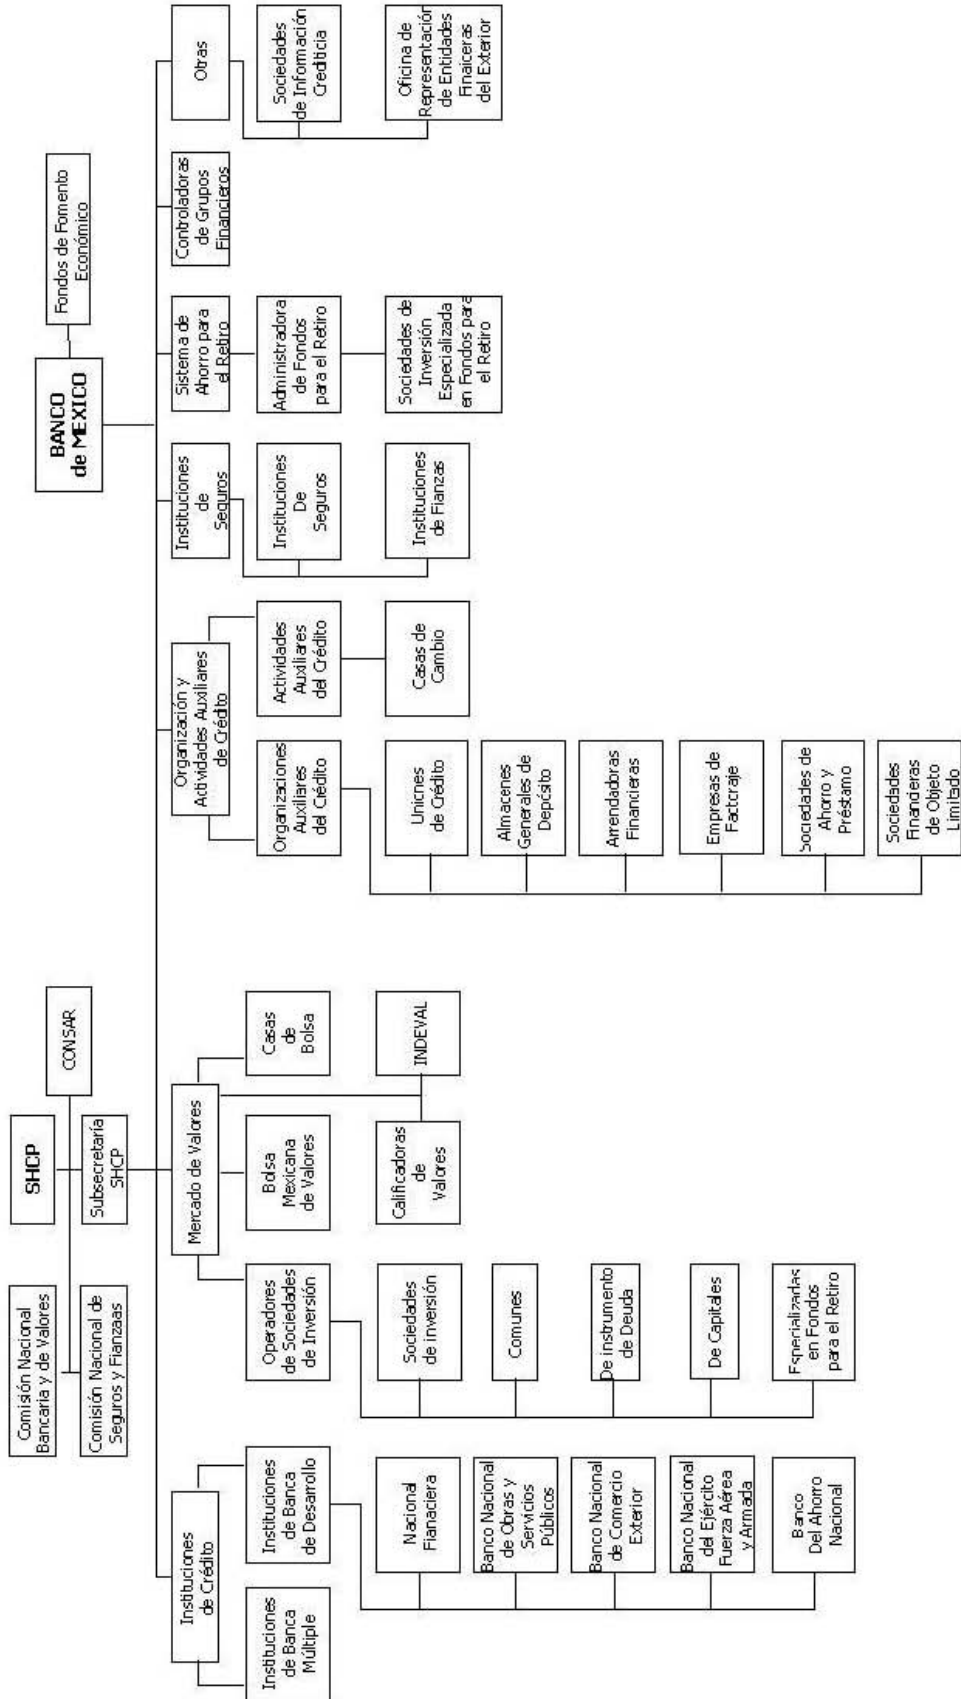 SHCP
BANCO
de MEXICO
Comisión Nacional
Bancaria y de Valores
CONSAR
Fondos de Fomento
Económico
Comisión Nacional de
Seguros y Fianzaas
Subsecretaría
SHCP
Instituciones
de Crédito
Mercado de Valores
Organización y
Actividades Auxiliares
de Crédito
Instituciones
de
Seguros
Sistema de
Ahorro para
el Retiro
Controladoras
de Grupos
Financieros
Otras
Instituciones
de Banca
Múltiple
Instituciones
de Banca
de Desarrollo
Operadores
de Sociedades
de Inversión
Bolsa
Mexicana
de Valores
Casas
de
Bolsa
Organizaciones
Auxiliares
del Crédito
Actividades
Auxiliares
del Crédito
Instituciones
De
Seguros
Administradora
de Fondos
para el Retiro
Sociedades
de Información
Crediticia
Nacional
Fianaciera
Sociedades
de inversión
Calificadoras
de
Valores
INDEVAL
Unicnes
de Crédito
Casas de
Cambio
Instituciones
de Fianzas
Sociedades de
Inversión
Especializada
en Fondos para
el Retiro
Oficina de
Representación
de Entidades
Finaiceras
del Exterior
Banco Nacional
de Obras y
Servicios
Públicos
Comunes
Almacenes
Generales de
Depósito
Banco Nacional
de Comercio
Exterior
De instrumento
de Deuda
Arrendadoras
Financieras
Banco Nacional
del Ejército
Fuerza Aérea
y Armada
De Capitales
Empresas de
Factcraje
Banco
Del Ahorro
Nacional
Especializadas
en Fondos
para el Retiro
Sociedades de
Ahorro y
Préstamo
Sociedades
Financieras
de Objeto
Limitado